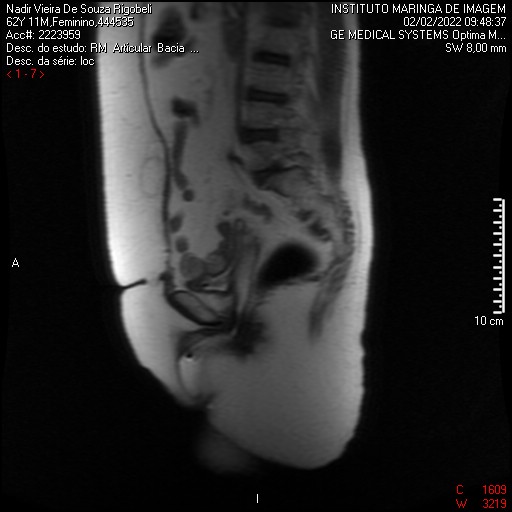 Nadir Vieira De Souza Rigobeli
62Y 11M,Feminino,444535
Acc#: 2223959
Desc. do estudo: RM Articular Bacia ...
Desc. da série: loc
< 1 - 7 >
INSTITUTO MARINGA DE IMAGEM
02/02/2022 09:48:37
GE MEDICAL SYSTEMS Optima M...
SW 8,00 mm
A
10 cm
I
C 1609
W 3219